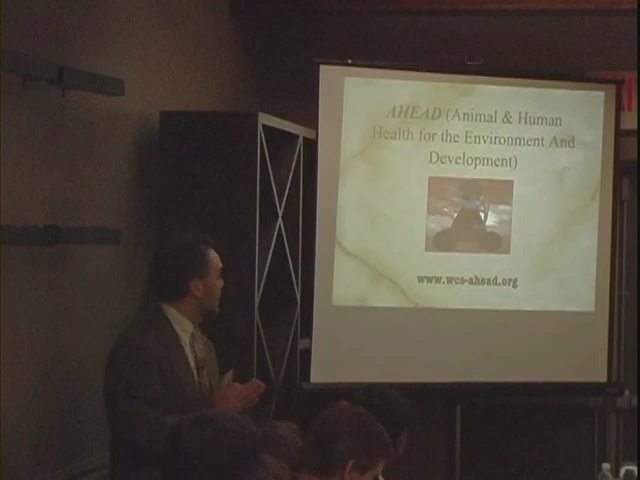 AHEAD (Animal & Human
Health for the Environment And
Development)
www.wcs-ahead.org